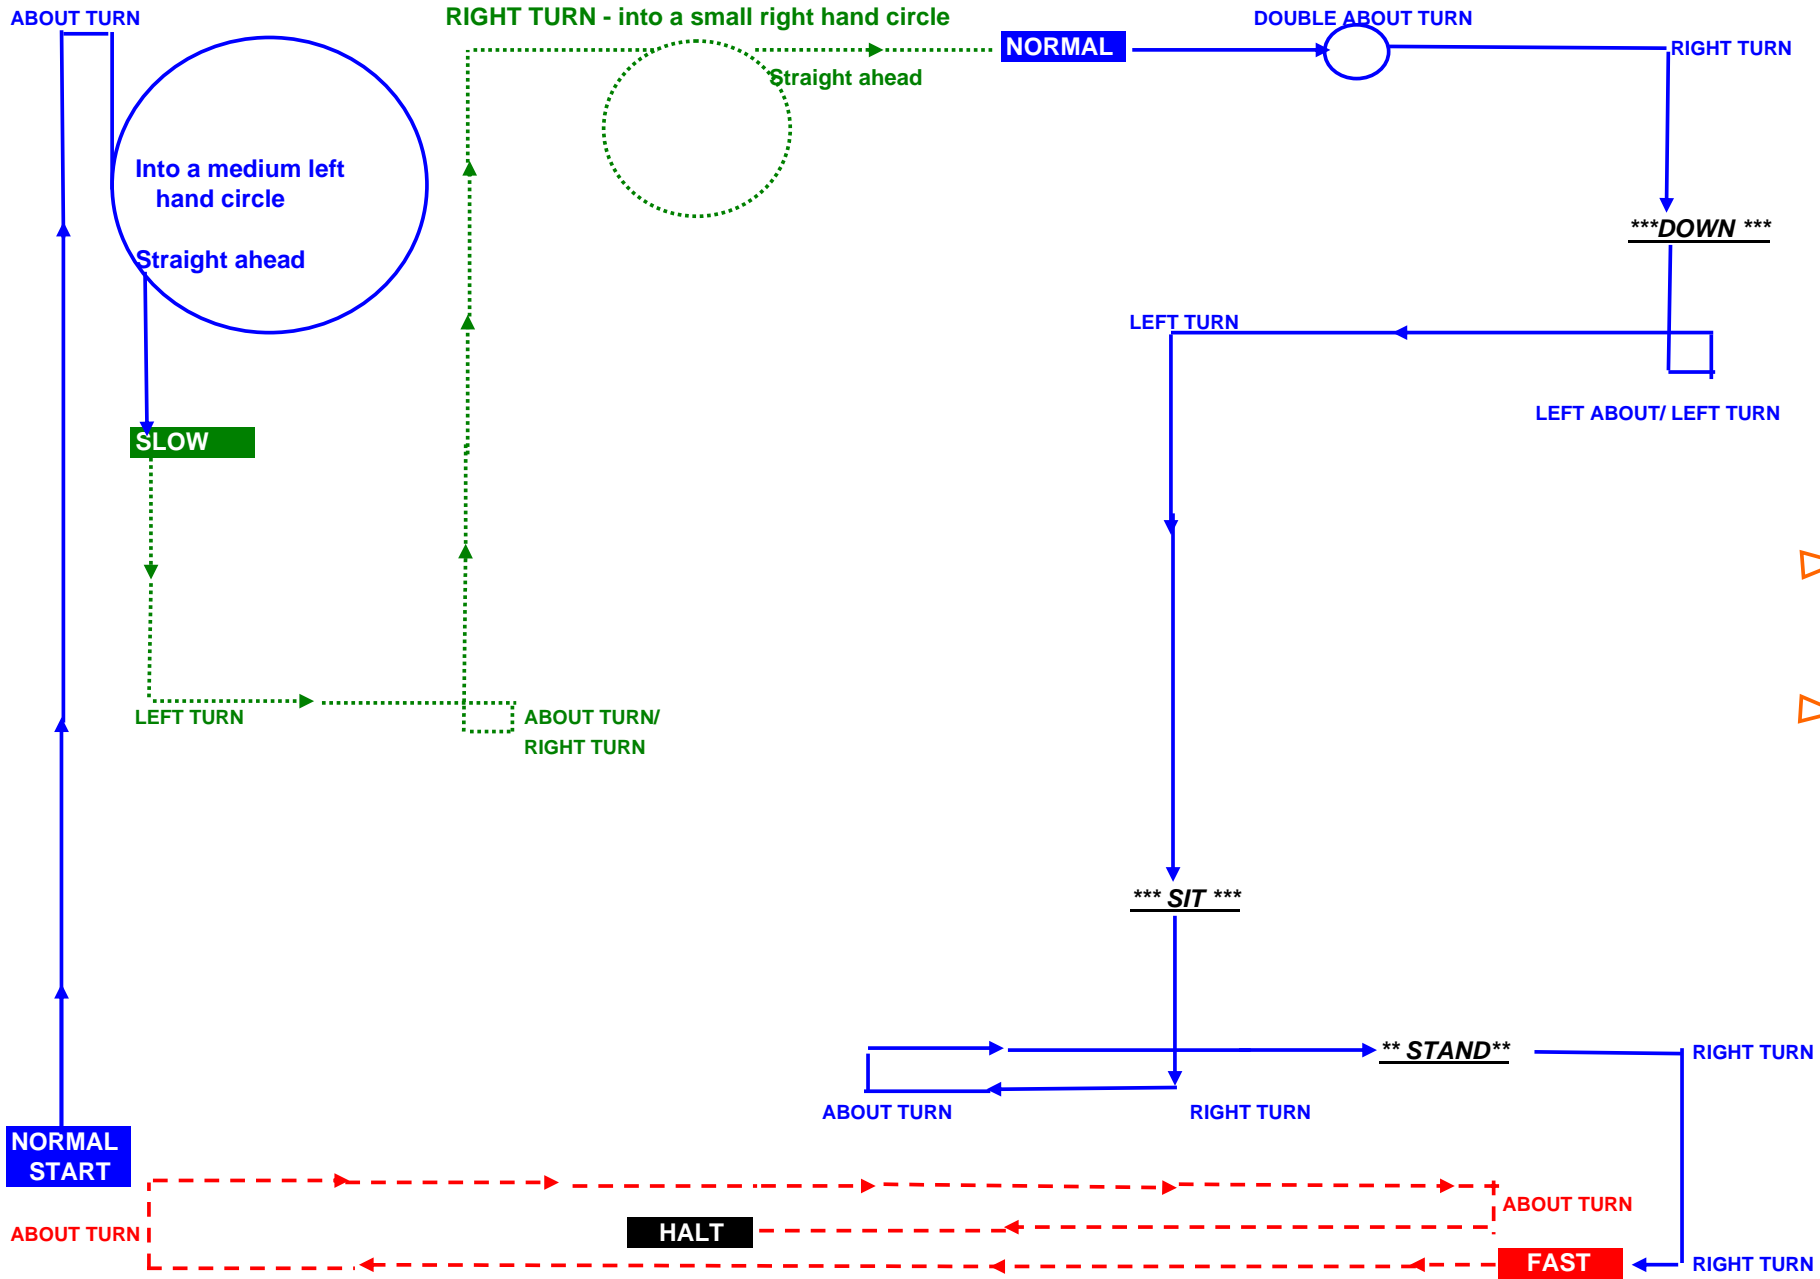 ABOUT TURN
RIGHT TURN - into a small right hand circle
DOUBLE ABOUT TURN
NORMAL
RIGHT TURN
Straight ahead
Into a medium left
hand circle
***DOWN ***
Straight ahead
LEFT TURN
LEFT ABOUT/ LEFT TURN
SLOW
LEFT TURN
ABOUT TURN/
RIGHT TURN
*** SIT ***
** STAND**
RIGHT TURN
ABOUT TURN
RIGHT TURN
NORMAL
START
ABOUT TURN
ABOUT TURN
HALT
FAST
RIGHT TURN